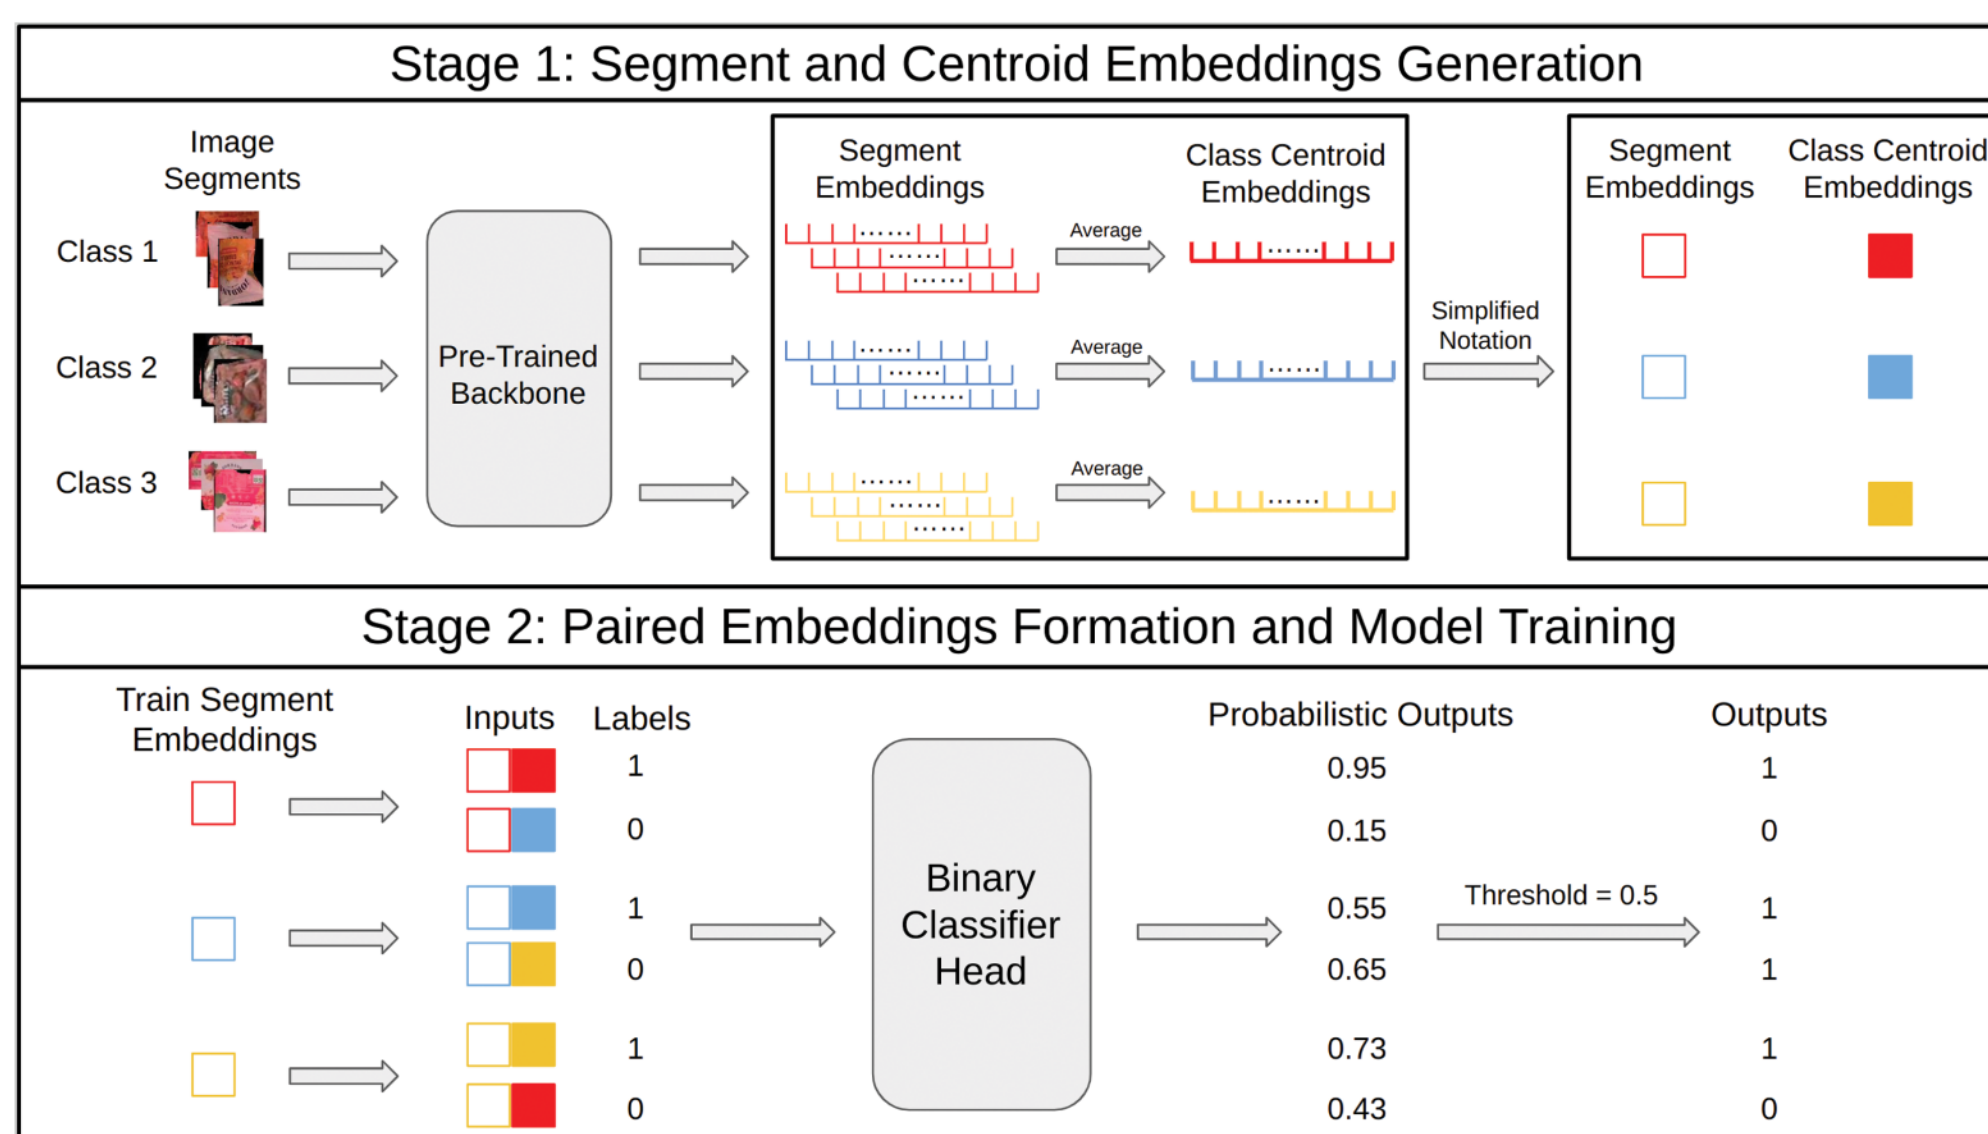 Stage 1: Segment and Centroid Embeddings Generation
Image
Segments
Segment
Embeddings
Class Centroid
Embeddings
Segment
Embeddings
Class Centroid
Embeddings
Class 1
Average
Simplified
Notation
Class 2
Pre-Trained
Backbone
Average
Class 3
Average
Stage 2: Paired Embeddings Formation and Model Training
Train Segment
Embeddings
Inputs Labels
Probabilistic Outputs
Outputs
1
0.95
1
0
0.15
0
Binary
Classifier
Head
1
0.55
Threshold = 0.5
1
0
0.65
1
1
0.73
1
0
0.43
0